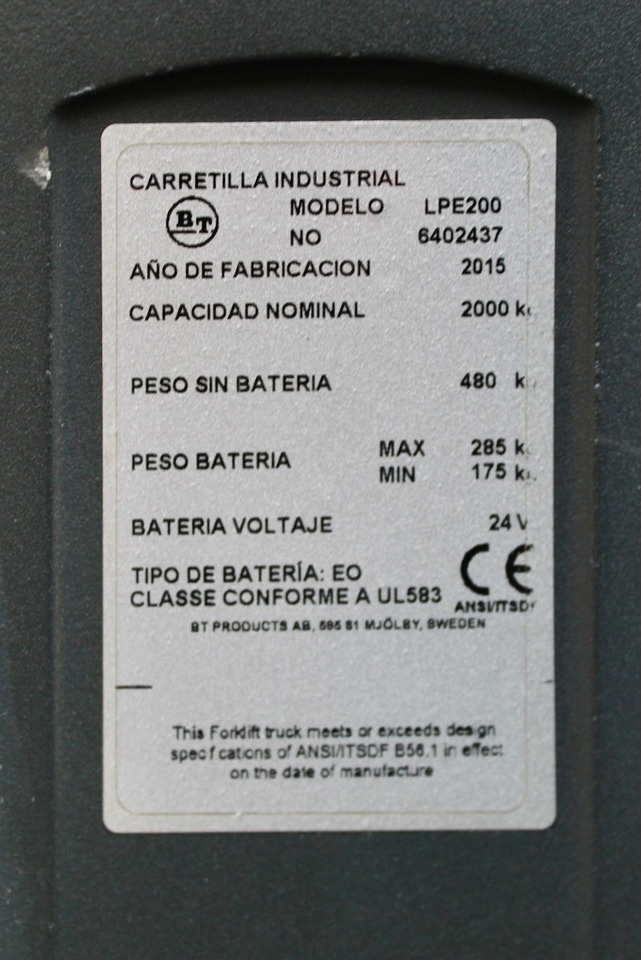 CARRETILLA INDUSTRIAL
BT
MODELO LPE200
NO 6402437
AÑO DE FABRICACION 2015
CAPACIDAD NOMINAL 2000 k
PESO SIN BATERIA 480 k
PESO BATERIA
MAX 285 k
MIN 175 k
BATERIA VOLTAJE 24 V
TIPO DE BATERÍA: EO
CE
CLASSE CONFORME A UL583
ANSI/ITSDF
BT PRODUCTS AB, 595 81 MJÖLBY, SWEDEN
This Forklift truck meets or exceeds design
specifications of ANSI/ITSDF B56.1 in effect
on the date of manufacture